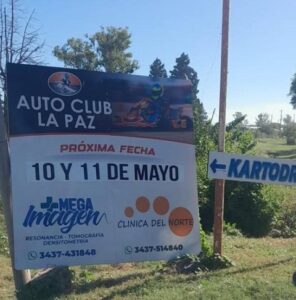 AUTO CLUB
LA PAZ
PRÓXIMA FECHA
10 Y 11 DE MAYO
MEGA
Imagen
RESONANCIA - TOMOGRAFÍA
DENSITOMETRIA
3437-431848
CLINICA DEL NORTE
3437-514840
KARTODR